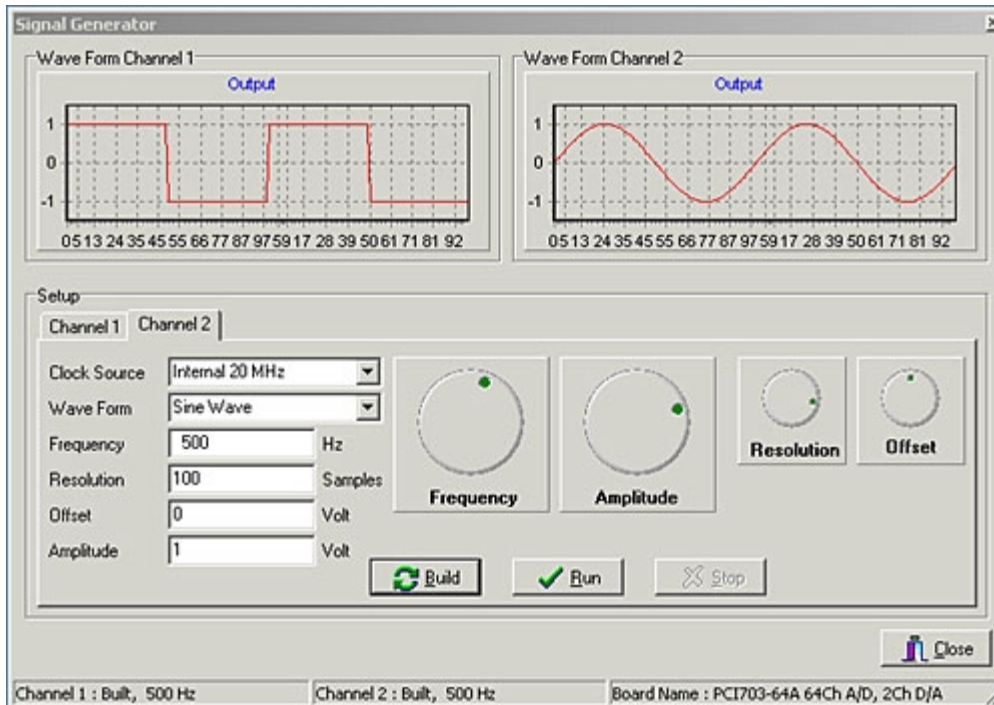 Signal Generator
Wave Form Channel 1
Output
1
0
-1
05 13 24 35 45 55 66 77 87 97 59 17 28 39 50 61 71 81 92
Wave Form Channel 2
Output
1
0
-1
05 13 24 35 45 55 66 77 87 97 59 17 28 39 50 61 71 81 92
Setup
Channel 1 Channel 2
Clock Source Internal 20 MHz
Wave Form Sine Wave
Frequency 500 Hz
Resolution 100 Samples
Offset 0 Volt
Amplitude 1 Volt
Frequency
Amplitude
Resolution
Offset
Build Run Stop
Close
Channel 1 : Built, 500 Hz
Channel 2 : Built, 500 Hz
Board Name : PCI703-64A 64Ch A/D, 2Ch D/A